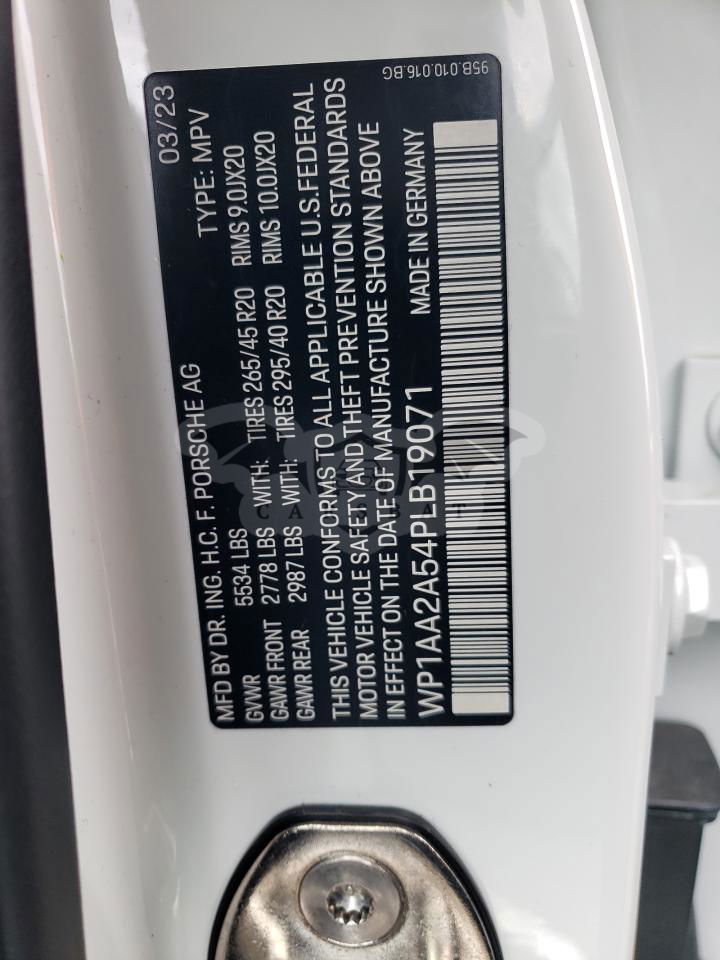 MFD BY DR. ING. H.C. F. PORSCHE AG 03/23
GVWR 5534 LBS TYPE: MPV
GAWR FRONT 2778 LBS WITH: TIRES 265/45 R20 RIMS 9.0JX20
GAWR REAR 2987 LBS WITH: TIRES 295/40 R20 RIMS 10.0JX20
THIS VEHICLE CONFORMS TO ALL APPLICABLE U.S.FEDERAL
MOTOR VEHICLE SAFETY AND THEFT PREVENTION STANDARDS
IN EFFECT ON THE DATE OF MANUFACTURE SHOWN ABOVE
WP1AA2A54PLB19071 MADE IN GERMANY
95B.010.016.BG